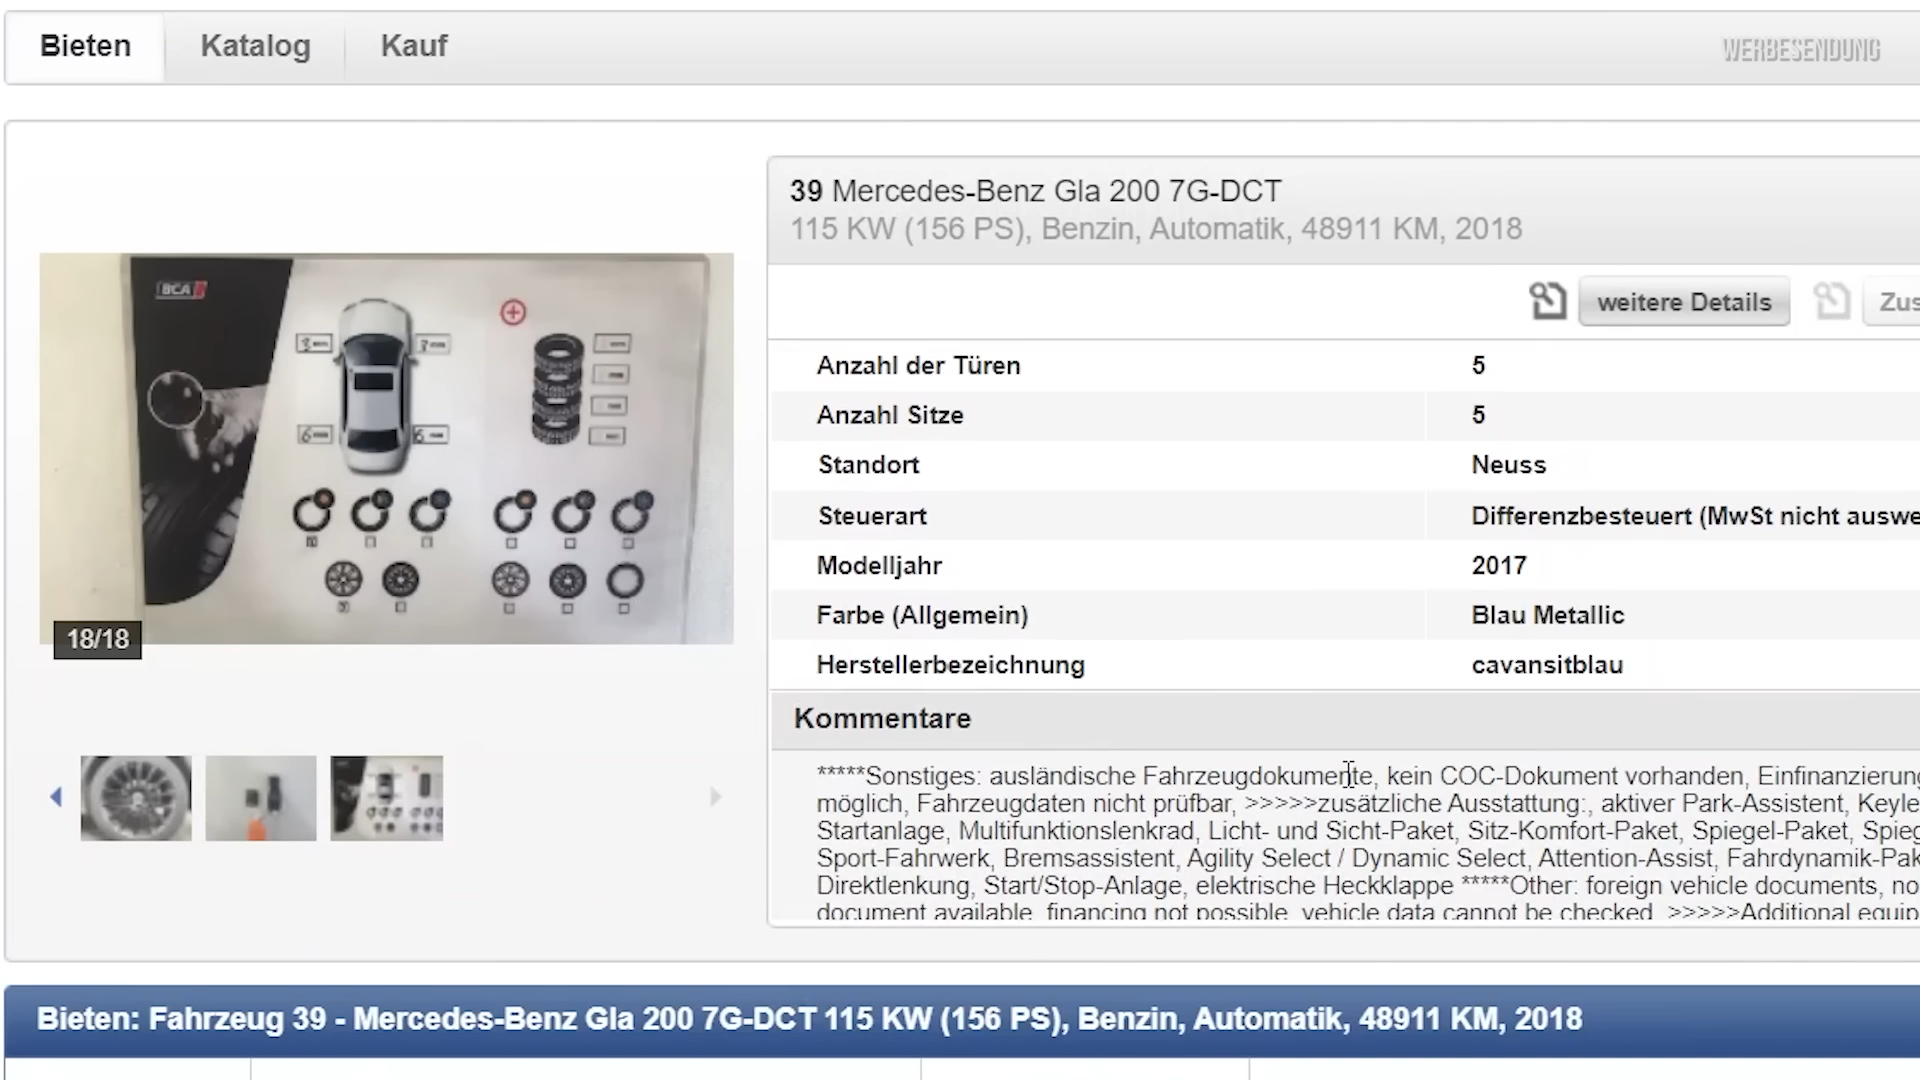 Bieten
Katalog
Kauf
WERBESENDUNG
BCA
18/18
39 Mercedes-Benz Gla 200 7G-DCT
115 KW (156 PS), Benzin, Automatik, 48911 KM, 2018
weitere Details
Zus
Anzahl der Türen 5
Anzahl Sitze 5
Standort Neuss
Steuerart Differenzbesteuert (MwSt nicht auswe
Modelljahr 2017
Farbe (Allgemein) Blau Metallic
Herstellerbezeichnung cavansitblau
Kommentare
*****Sonstiges: ausländische Fahrzeugdokumente, kein COC-Dokument vorhanden, Einfinanzierung
möglich, Fahrzeugdaten nicht prüfbar, >>>>>zusätzliche Ausstattung:, aktiver Park-Assistent, Keyle
Startanlage, Multifunktionslenkrad, Licht- und Sicht-Paket, Sitz-Komfort-Paket, Spiegel-Paket, Spieg
Sport-Fahrwerk, Bremsassistent, Agility Select / Dynamic Select, Attention-Assist, Fahrdynamik-Pak
Direktlenkung, Start/Stop-Anlage, elektrische Heckklappe *****Other: foreign vehicle documents, no
document available, financing not possible, vehicle data cannot be checked, >>>>>Additional equip
Bieten: Fahrzeug 39 - Mercedes-Benz Gla 200 7G-DCT 115 KW (156 PS), Benzin, Automatik, 48911 KM, 2018